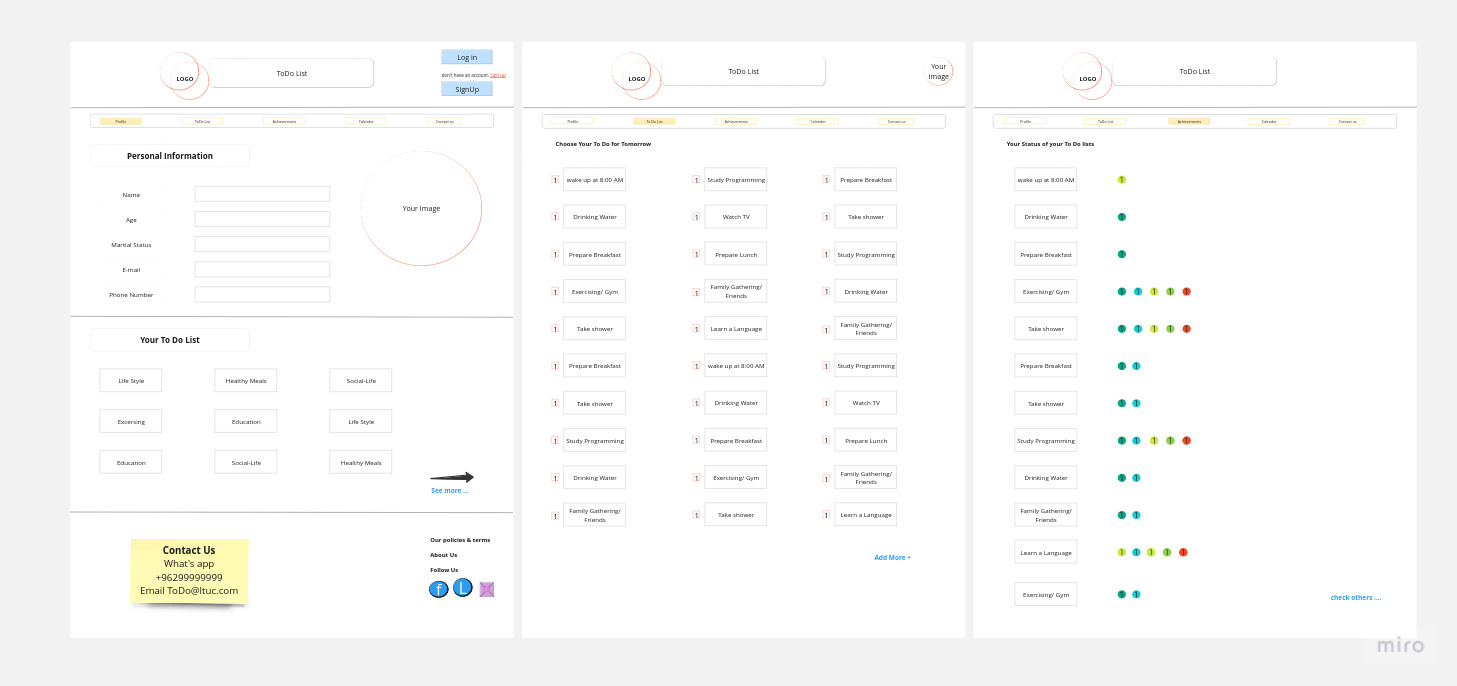 LOGO
ToDo List
Log in
don't have an account. Sign up
SignUp
Profile
ToDo List
Achievements
Calender
Contact us
Personal Information
Name
Age
Martial Status
E-mail
Phone Number
Your Image
Your To Do List
Life Style
Healthy Meals
Social-Life
Excersing
Education
Life Style
Education
Social-Life
Healthy Meals
See more ...
Contact Us
What's app
+96299999999
Email ToDo@ltuc.com
Our policies & terms
About Us
Follow Us
f
L
LOGO
ToDo List
Your
Image
Profile
To Do List
Achievements
Calender
Contact us
Choose Your To Do for Tomorrow
1 wake up at 8:00 AM
1 Study Programming
1 Prepare Breakfast
1 Drinking Water
1 Watch TV
1 Take shower
1 Prepare Breakfast
1 Prepare Lunch
1 Study Programming
1 Exercising/ Gym
1 Family Gathering/
Friends
1 Drinking Water
1 Take shower
1 Learn a Language
1 Family Gathering/
Friends
1 Prepare Breakfast
1 wake up at 8:00 AM
1 Study Programming
1 Take shower
1 Drinking Water
1 Watch TV
1 Study Programming
1 Prepare Breakfast
1 Prepare Lunch
1 Drinking Water
1 Exercising/ Gym
1 Family Gathering/
Friends
1 Family Gathering/
Friends
1 Take shower
1 Learn a Language
Add More +
LOGO
ToDo List
Profile
ToDo List
Achievements
Calender
Contact us
Your Status of your To Do lists
wake up at 8:00 AM 1
Drinking Water 1
Prepare Breakfast 1
Exercising/ Gym 1 1 1 1 1
Take shower 1 1 1 1 1
Prepare Breakfast 1 1
Take shower 1 1
Study Programming 1 1 1 1 1
Drinking Water 1 1
Family Gathering/
Friends 1 1
Learn a Language 1 1 1 1 1
Exercising/ Gym 1 1
check others ....
miro